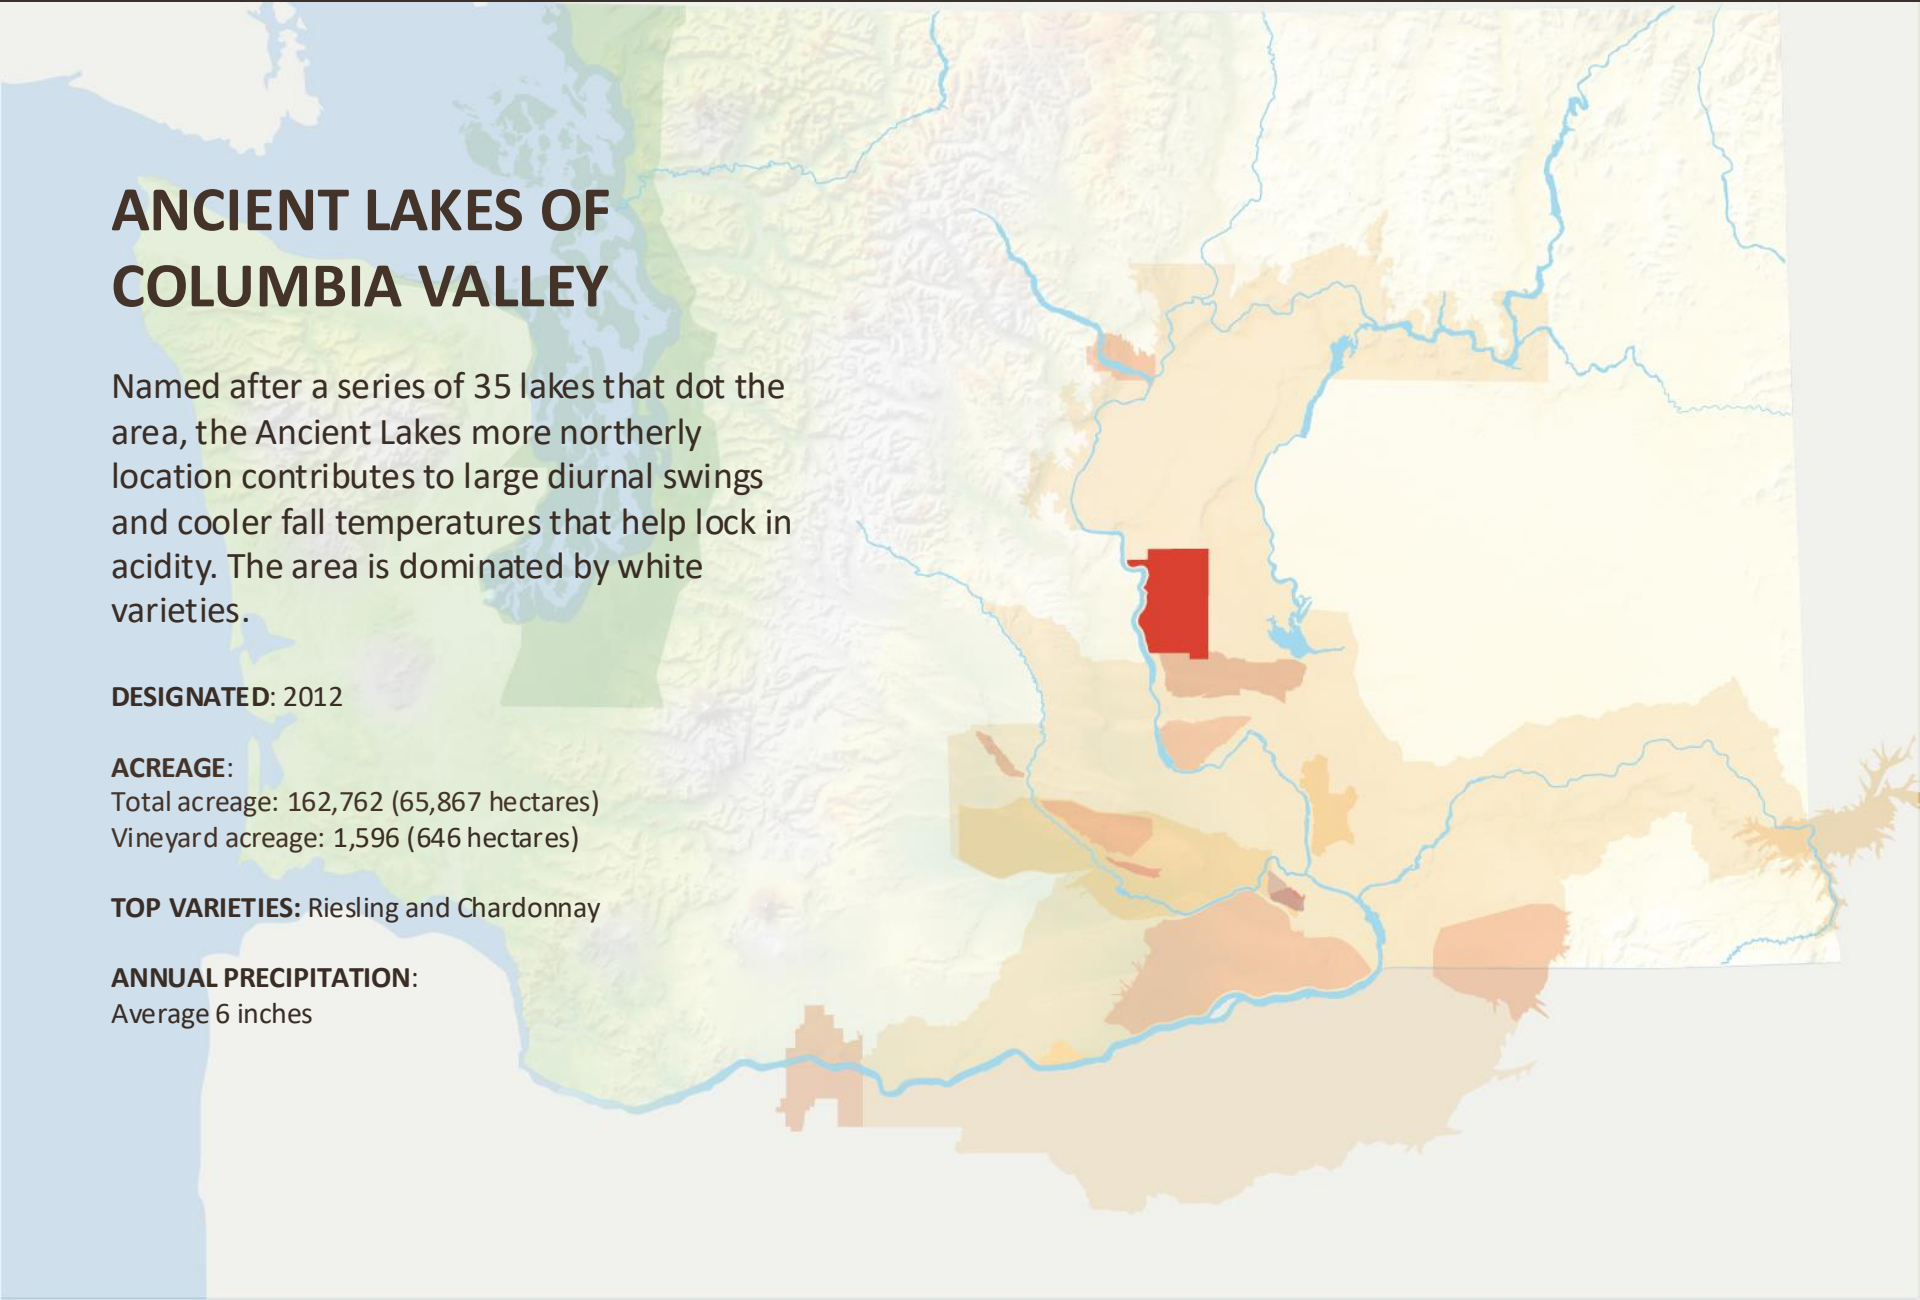 ANCIENT LAKES OF
COLUMBIA VALLEY
Named after a series of 35 lakes that dot the
area, the Ancient Lakes more northerly
location contributes to large diurnal swings
and cooler fall temperatures that help lock in
acidity. The area is dominated by white
varieties.
DESIGNATED: 2012
ACREAGE:
Total acreage: 162,762 (65,867 hectares)
Vineyard acreage: 1,596 (646 hectares)
TOP VARIETIES: Riesling and Chardonnay
ANNUAL PRECIPITATION:
Average 6 inches